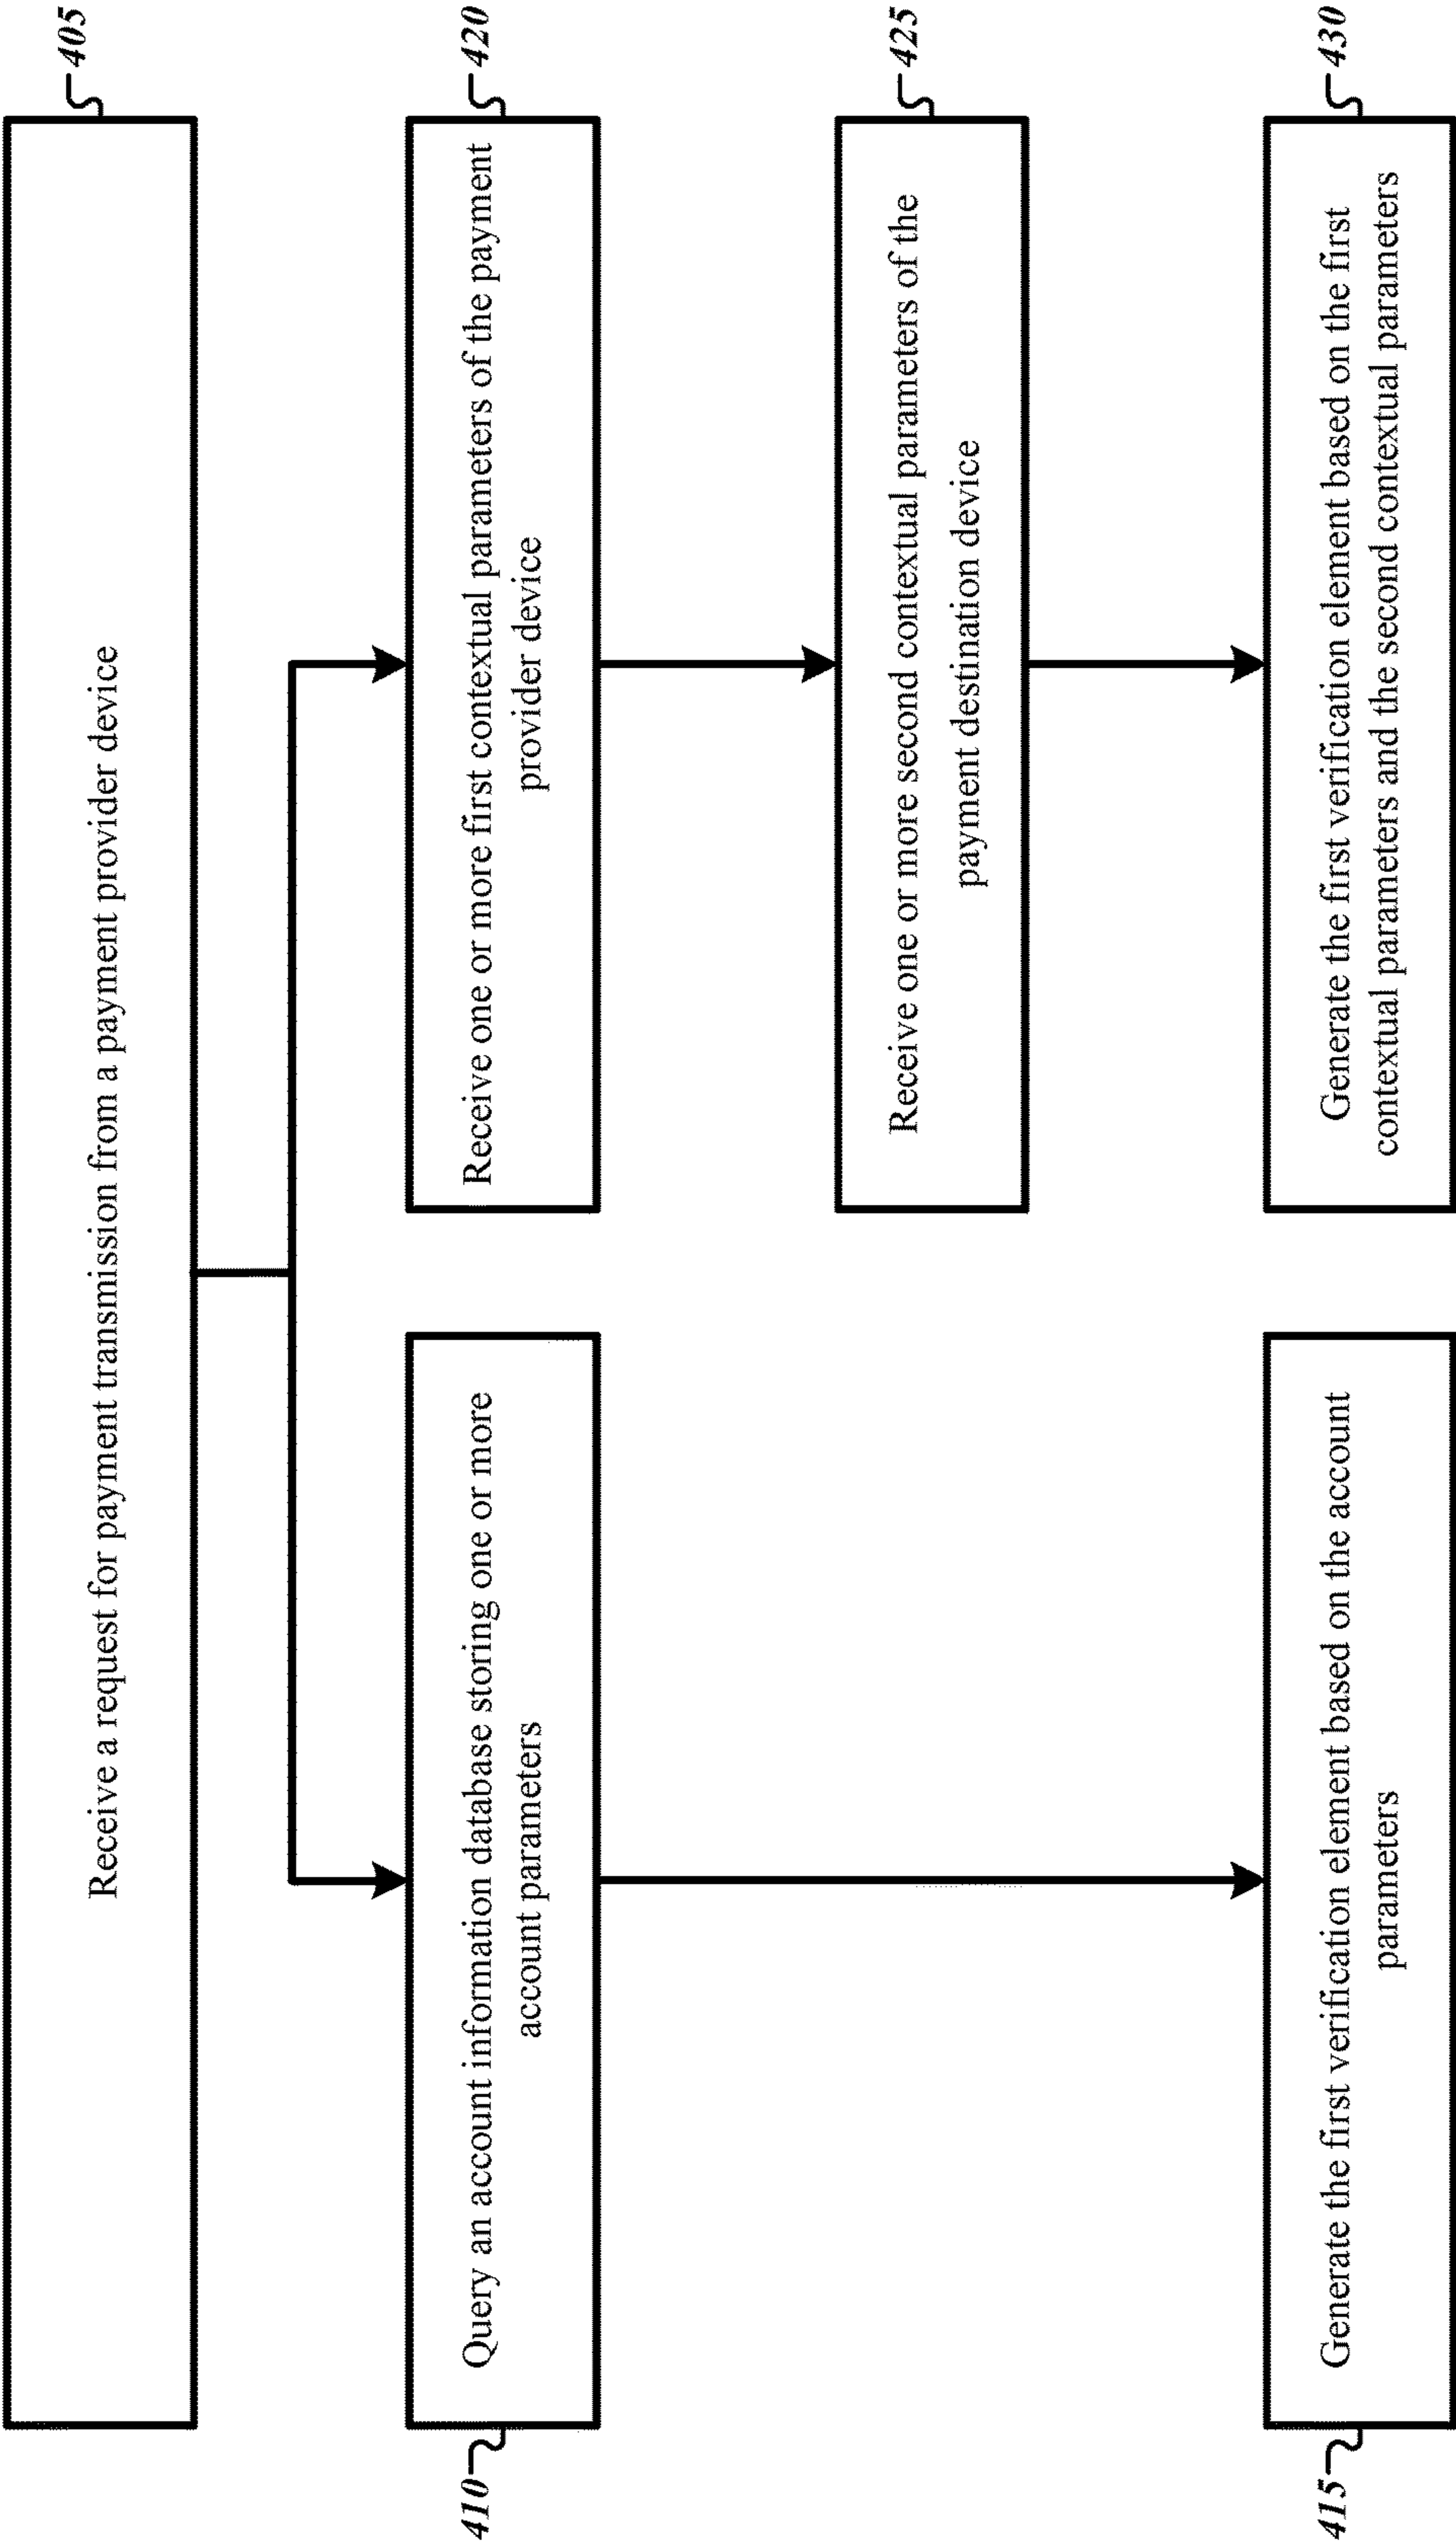 Receive a request for payment transmission from a payment provider device
405
410
Query an account information database storing one or more
account parameters
Receive one or more first contextual parameters of the payment
provider device
420
Receive one or more second contextual parameters of the
payment destination device
425
415
Generate the first verification element based on the account
parameters
Generate the first verification element based on the first
contextual parameters and the second contextual parameters
430